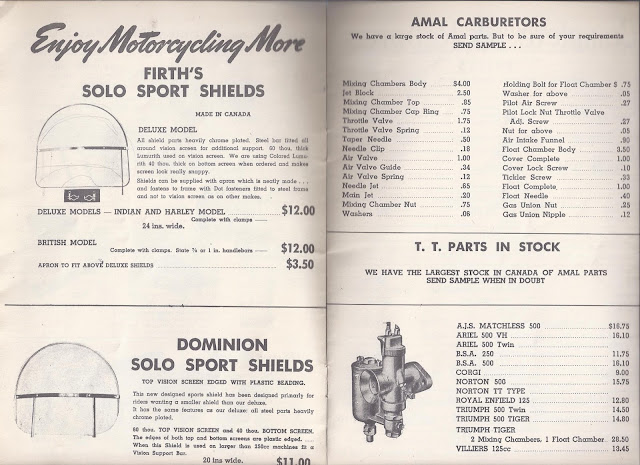 Enjoy Motorcycling More
FIRTH'S
SOLO SPORT SHIELDS
MADE IN CANADA
DELUXE MODEL
All shield parts heavily chrome plated. Steel bar fitted all
around vision screen for additional support. 60 thou. thick
Lumarith used on vision screen. We are using Colored Luma-
rith 40 thou. thick on bottom screen when ordered and makes
screen look really snappy.
Shields can be supplied with apron which is neatly made . . .
and fastens to frame with Dot fasteners fitted to steel frame
and not to vision screen as on other makes.
DELUXE MODELS — INDIAN AND HARLEY MODEL $12.00
Complete with clamps
24 ins. wide.
BRITISH MODEL
Complete with clamps. State ⅞ or 1 in. handlebars $12.00
APRON TO FIT ABOVE DELUXE SHIELDS $3.50
DOMINION
SOLO SPORT SHIELDS
TOP VISION SCREEN EDGED WITH PLASTIC BEADING.
This new designed sports shield has been designed primarly for
riders wanting a smaller shield than our deluxe.
It has the same features as our deluxe: all steel parts heavily
chrome plated.
60 thou. TOP VISION SCREEN and 40 thou. BOTTOM SCREEN.
The edges of both top and bottom screens are plastic edged. . . .
When this Shield is used on larger than 250cc machines fit a
Vision Support Bar.
20 ins. wide. $11.00
AMAL CARBURETORS
We have a large stock of Amal parts. But to be sure of your requirements
SEND SAMPLE . . .
Mixing Chambers Body $4.00
Jet Block 2.50
Mixing Chamber Top .85
Mixing Chamber Cap Ring .75
Throttle Valve 1.75
Throttle Valve Spring .12
Taper Needle .50
Needle Clip .18
Air Valve 1.00
Air Valve Guide .34
Air Valve Spring .12
Needle Jet .65
Main Jet .20
Mixing Chamber Nut .75
Washers .06
Holding Bolt for Float Chamber $ .75
Washer for above .05
Pilot Air Screw .27
Pilot Lock Nut Throttle Valve
Adj. Screw .27
Nut for above .05
Air Intake Funnel .90
Float Chamber Body 3.50
Cover Complete 1.00
Cover Lock Screw .10
Tickler Screw .33
Float Complete 1.00
Float Needle .40
Gas Union Nut .25
Gas Union Nipple .12
T. T. PARTS IN STOCK
WE HAVE THE LARGEST STOCK IN CANADA OF AMAL PARTS
SEND SAMPLE WHEN IN DOUBT
A.J.S. MATCHLESS 500 $16.75
ARIEL 500 VH 16.10
ARIEL 500 Twin
B.S.A. 250 11.75
B.S.A. 500 16.10
CORGI 9.00
NORTON 500 15.75
NORTON TT TYPE
ROYAL ENFIELD 125 12.80
TRIUMPH 500 Twin 14.50
TRIUMPH 500 TIGER 14.80
TRIUMPH TIGER
2 Mixing Chambers, 1 Float Chamber 28.50
VILLIERS 125cc 13.45